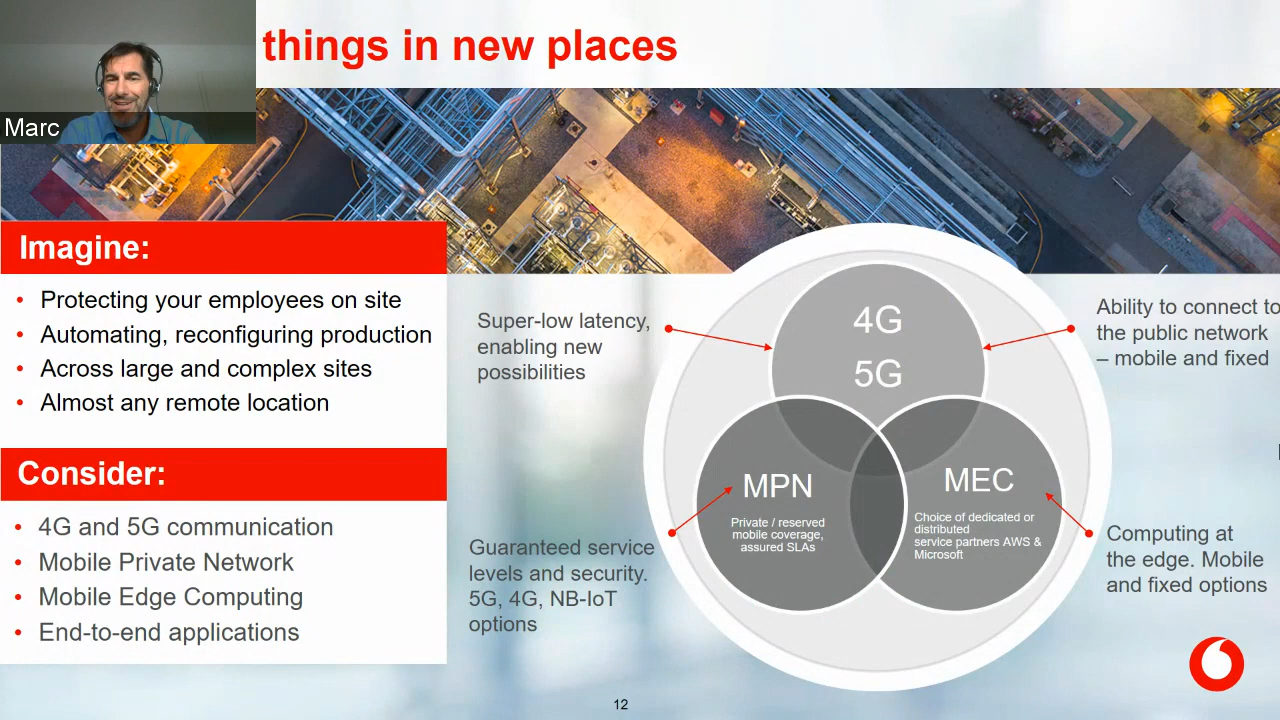 things in new places
Marc
Imagine:
• Protecting your employees on site
• Automating, reconfiguring production
• Across large and complex sites
• Almost any remote location
Consider:
• 4G and 5G communication
• Mobile Private Network
• Mobile Edge Computing
• End-to-end applications
Super-low latency,
enabling new
possibilities
4G
5G
Ability to connect to
the public network
– mobile and fixed
MPN
Private / reserved
mobile coverage,
assured SLAs
MEC
Choice of dedicated or
distributed
service partners AWS &
Microsoft
Guaranteed service
levels and security.
5G, 4G, NB-IoT
options
Computing at
the edge. Mobile
and fixed options
12